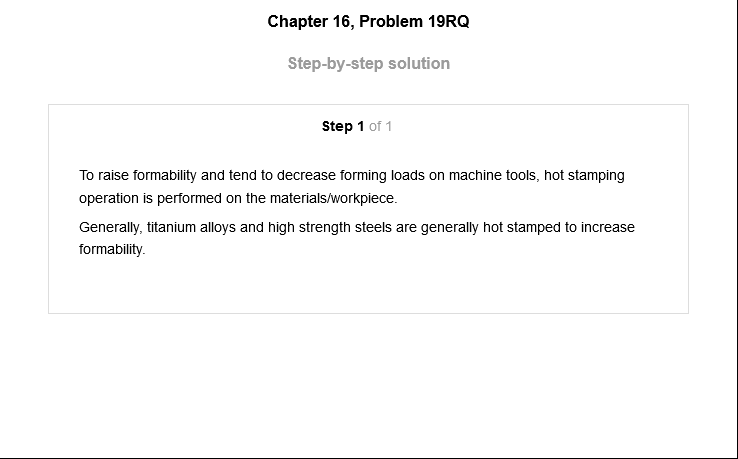 Chapter 16, Problem 19RQ
Step-by-step solution
Step 1 of 1
To raise formability and tend to decrease forming loads on machine tools, hot stamping
operation is performed on the materials/workpiece.
Generally, titanium alloys and high strength steels are generally hot stamped to increase
formability.